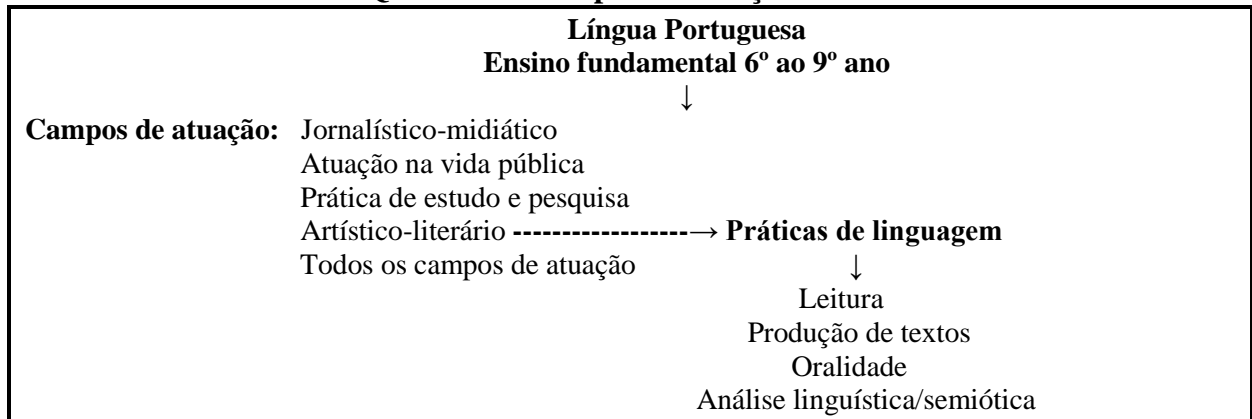 Língua Portuguesa
Ensino fundamental 6º ao 9º ano
↓
Campos de atuação: Jornalístico-midiático
Atuação na vida pública
Prática de estudo e pesquisa
Artístico-literário ------------------→ Práticas de linguagem
Todos os campos de atuação ↓
Leitura
Produção de textos
Oralidade
Análise linguística/semiótica